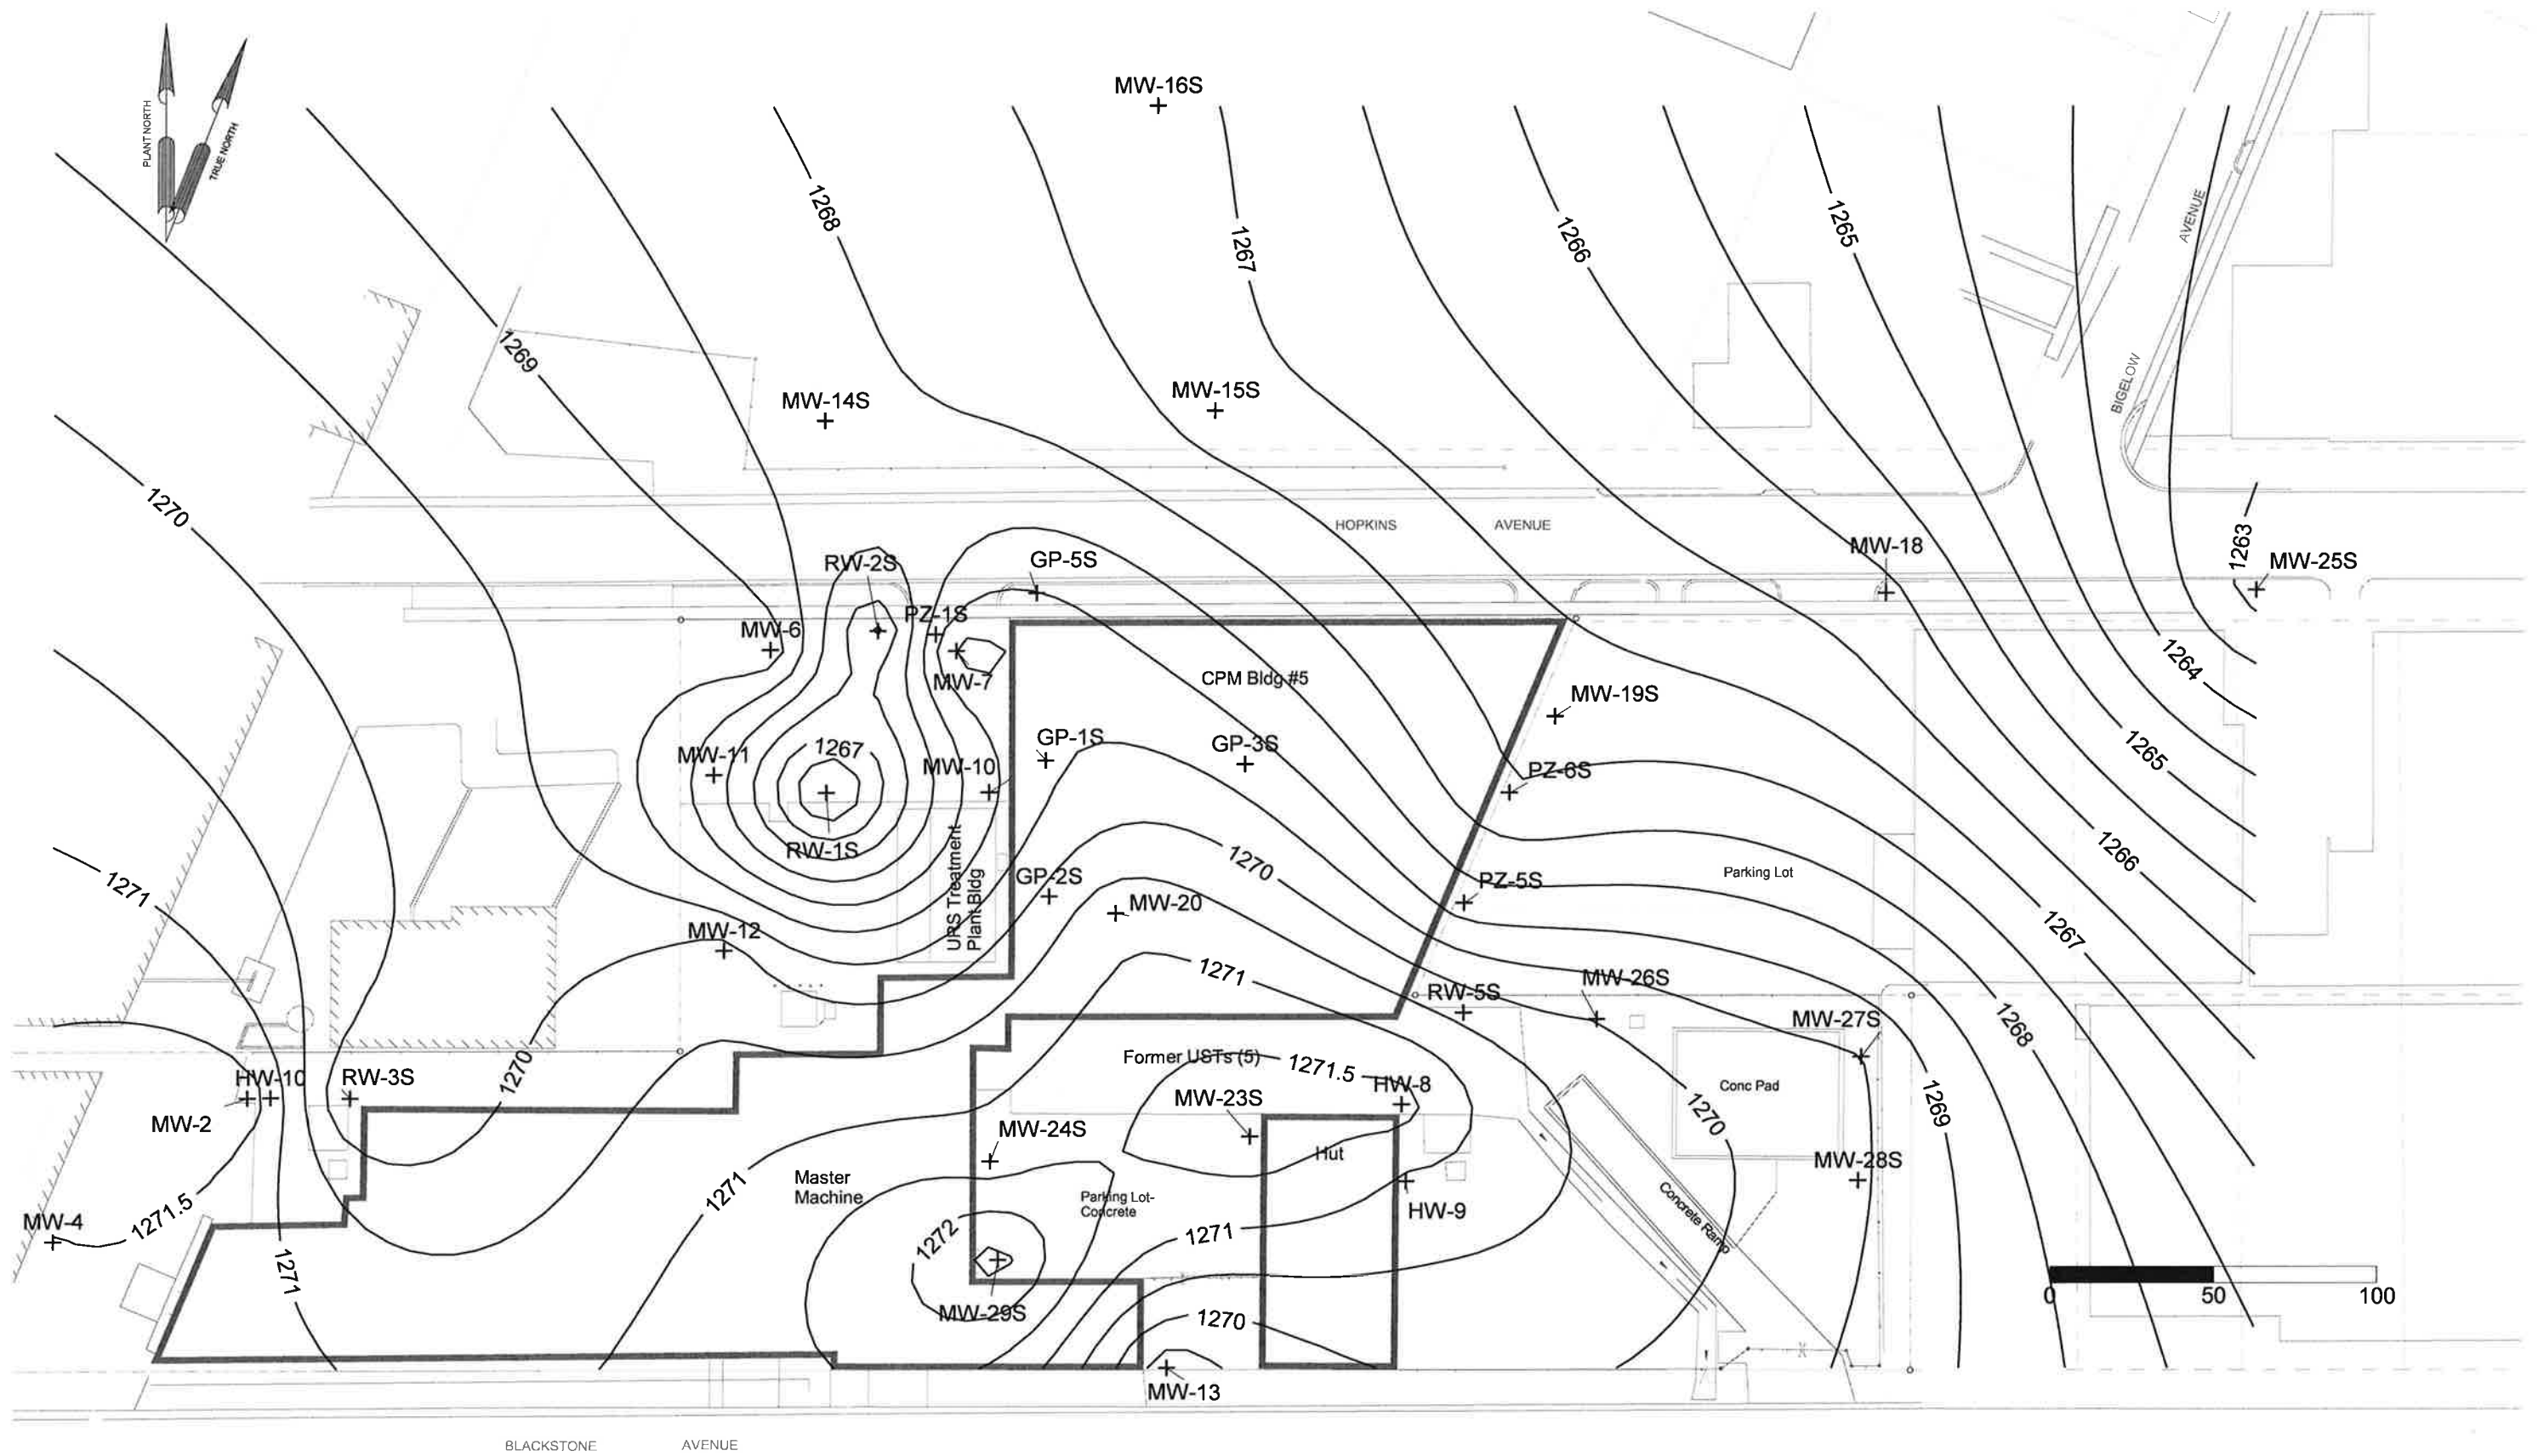 PLANT NORTH
TRUE NORTH
MW-16S
1268
1267
1266
1265
AVENUE
BIGELOW
1269
MW-14S
MW-15S
1270
HOPKINS AVENUE
MW-18
1263
MW-25S
RW-2S
GP-5S
PZ-1S
MW-6
MW-7
CPM Bldg #5
1264
MW-19S
MW-11
1267
MW-10
GP-1S
GP-3S
PZ-6S
1265
RW-1S
URS Treatment
Plant Bldg
GP-2S
1270
MW-20
PZ-5S
Parking Lot
1266
1271
MW-12
1267
1271
RW-5S
MW-26S
MW-27S
1268
Former USTs (5)
1271.5
HW-8
Conc Pad
HW-10
RW-3S
1270
MW-23S
1270
1269
MW-2
MW-24S
Hut
MW-28S
Master
Machine
1271
Parking Lot-
Concrete
HW-9
Concrete Ramp
MW-4
1271.5
1272
1271
1271
MW-29S
1270
0 50 100
MW-13
BLACKSTONE AVENUE